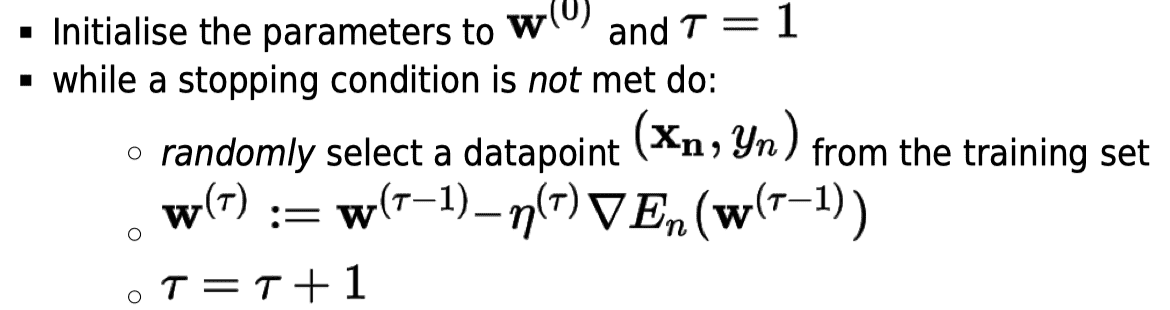 ▪ Initialise the parameters to 𝐰^(0) and τ = 1
▪ while a stopping condition is not met do:
○ randomly select a datapoint (𝐱_𝐧, y_n) from the training set
○ 𝐰^(τ) := 𝐰^(τ−1) − η^(τ) ∇E_n(𝐰^(τ−1))
○ τ = τ + 1